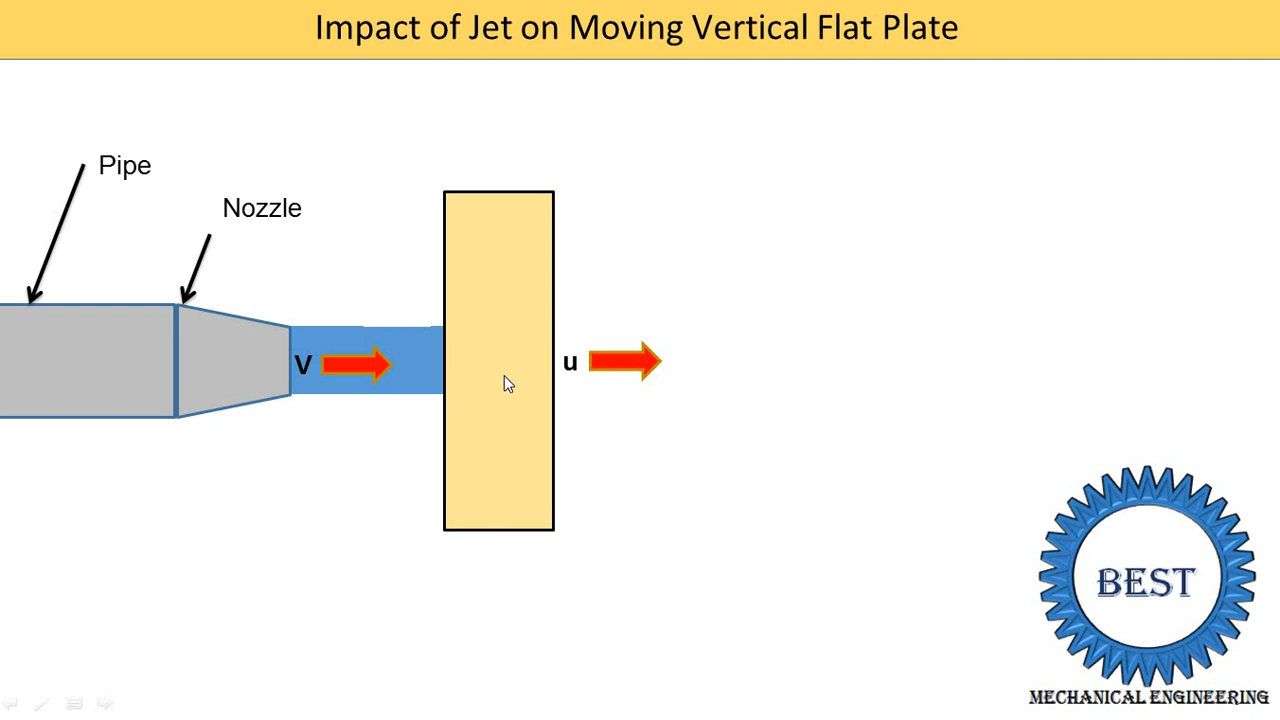 Impact of Jet on Moving Vertical Flat Plate
Pipe
Nozzle
V
u
BEST
MECHANICAL ENGINEERING